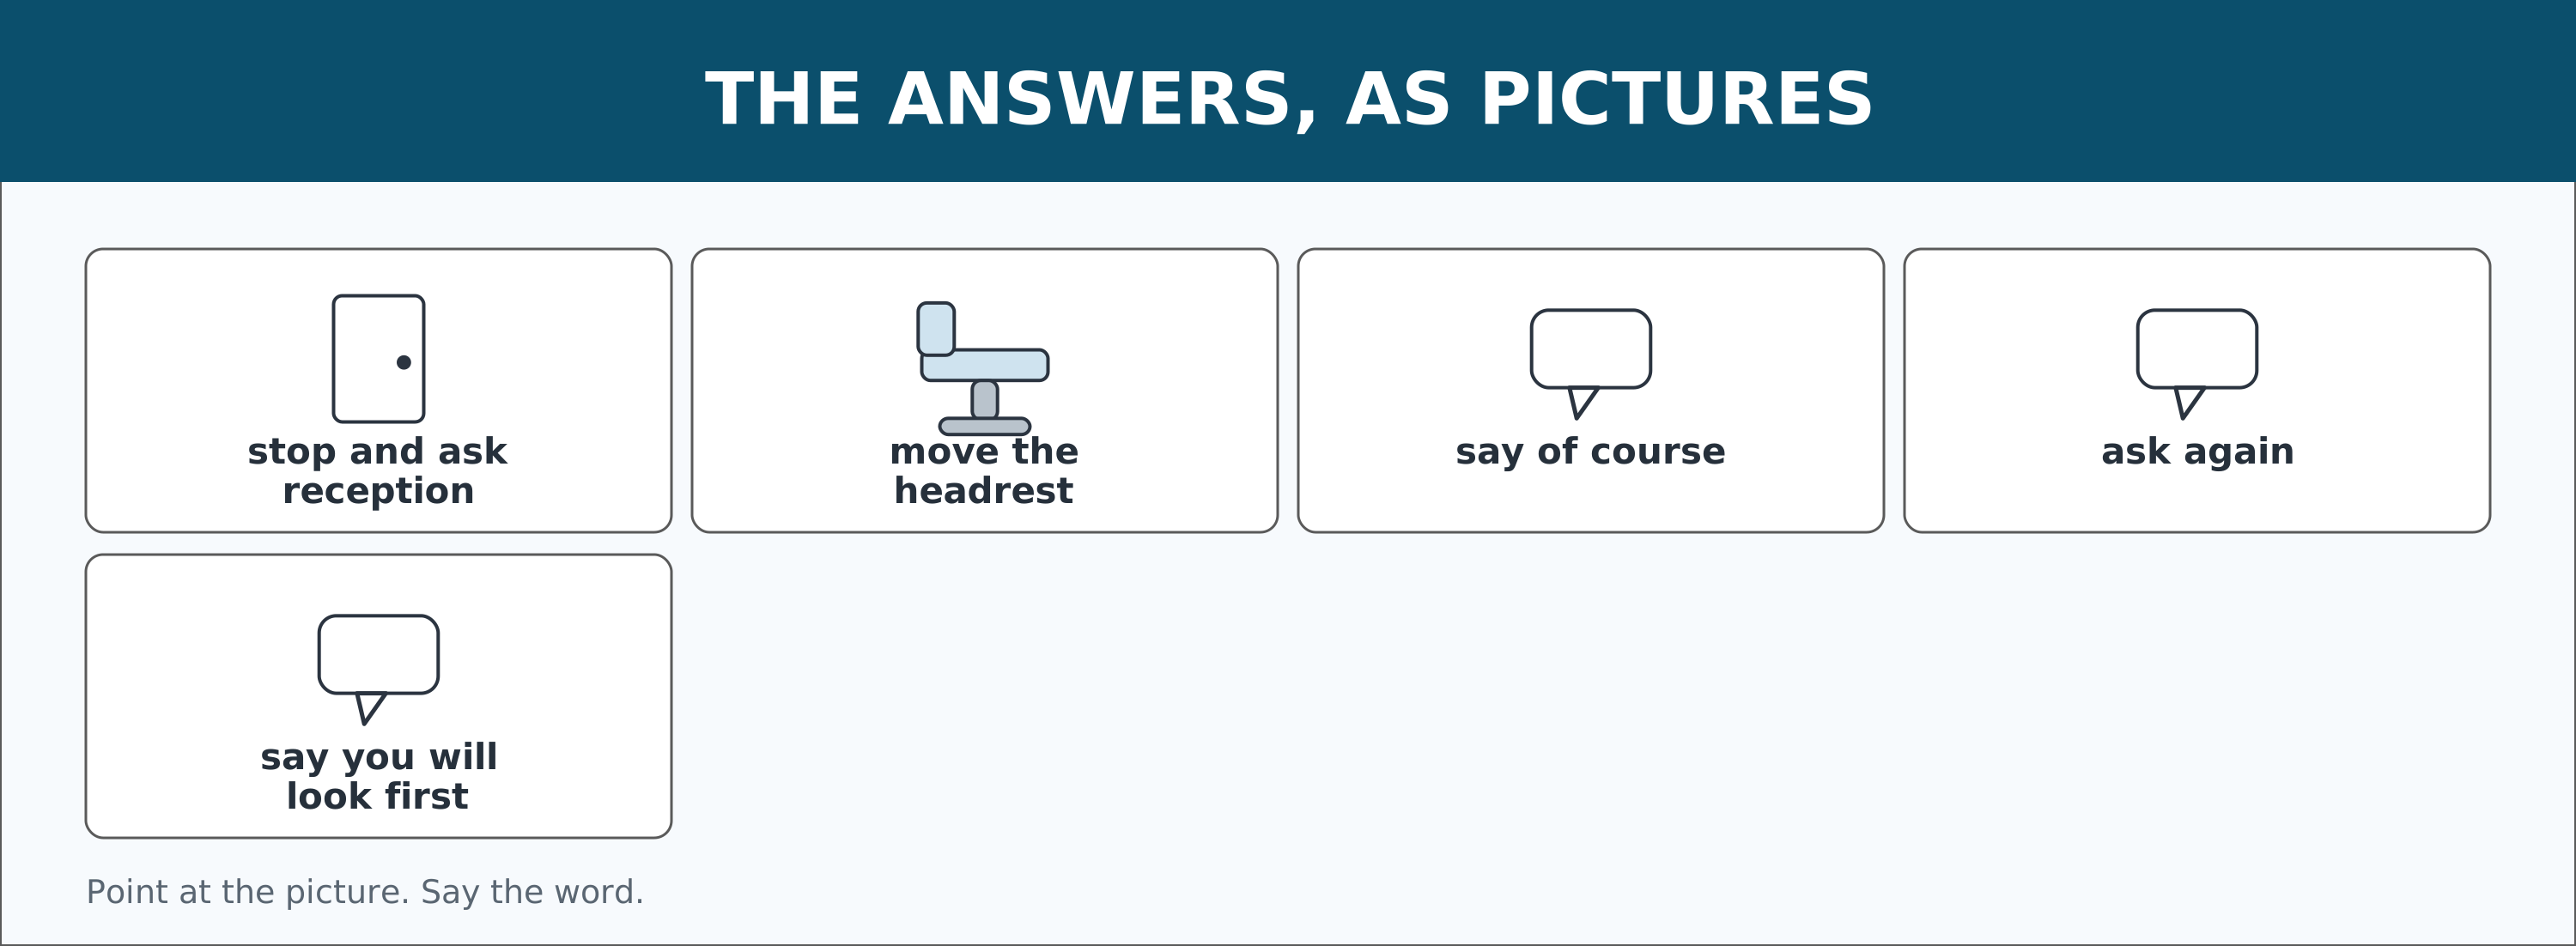 THE ANSWERS, AS PICTURES
stop and ask
reception
move the
headrest
say of course
ask again
say you will
look first
Point at the picture. Say the word.